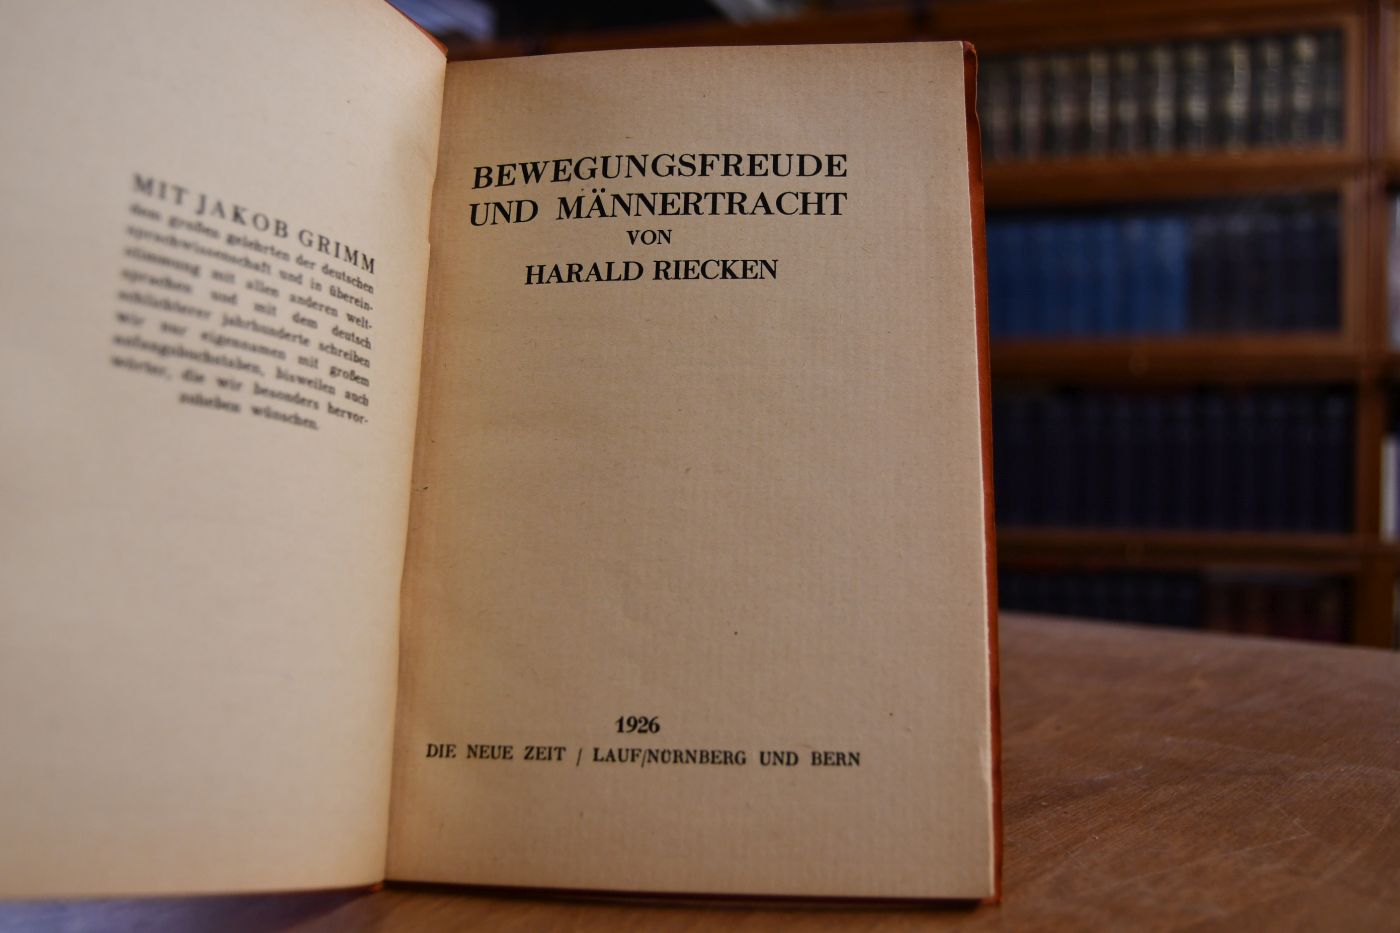 MIT JAKOB GRIMM
dem großen gelehrten der deutschen
sprachwissenschaft und in überein-
stimmung mit allen anderen welt-
sprachen und mit dem deutsch
schlichterer jahrhunderte schreiben
wir nur eigennamen mit großem
anfangsbuchstaben, bisweilen auch
wörter, die wir besonders hervor-
zuheben wünschen.
BEWEGUNGSFREUDE
UND MÄNNERTRACHT
VON
HARALD RIECKEN
1926
DIE NEUE ZEIT / LAUF/NÜRNBERG UND BERN